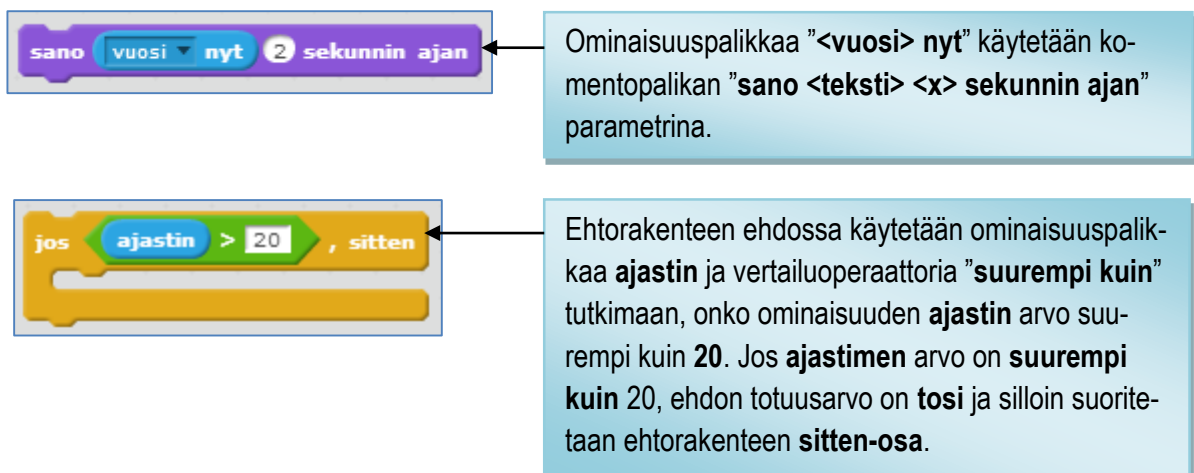 sano vuosi nyt 2 sekunnin ajan
Ominaisuuspalikkaa "<vuosi> nyt" käytetään ko-
mentopalikan "sano <teksti> <x> sekunnin ajan"
parametrina.
jos ajastin > 20 , sitten
Ehtorakenteen ehdossa käytetään ominaisuuspalik-
kaa ajastin ja vertailuoperaattoria "suurempi kuin"
tutkimaan, onko ominaisuuden ajastin arvo suu-
rempi kuin 20. Jos ajastimen arvo on suurempi
kuin 20, ehdon totuusarvo on tosi ja silloin suorite-
taan ehtorakenteen sitten-osa.